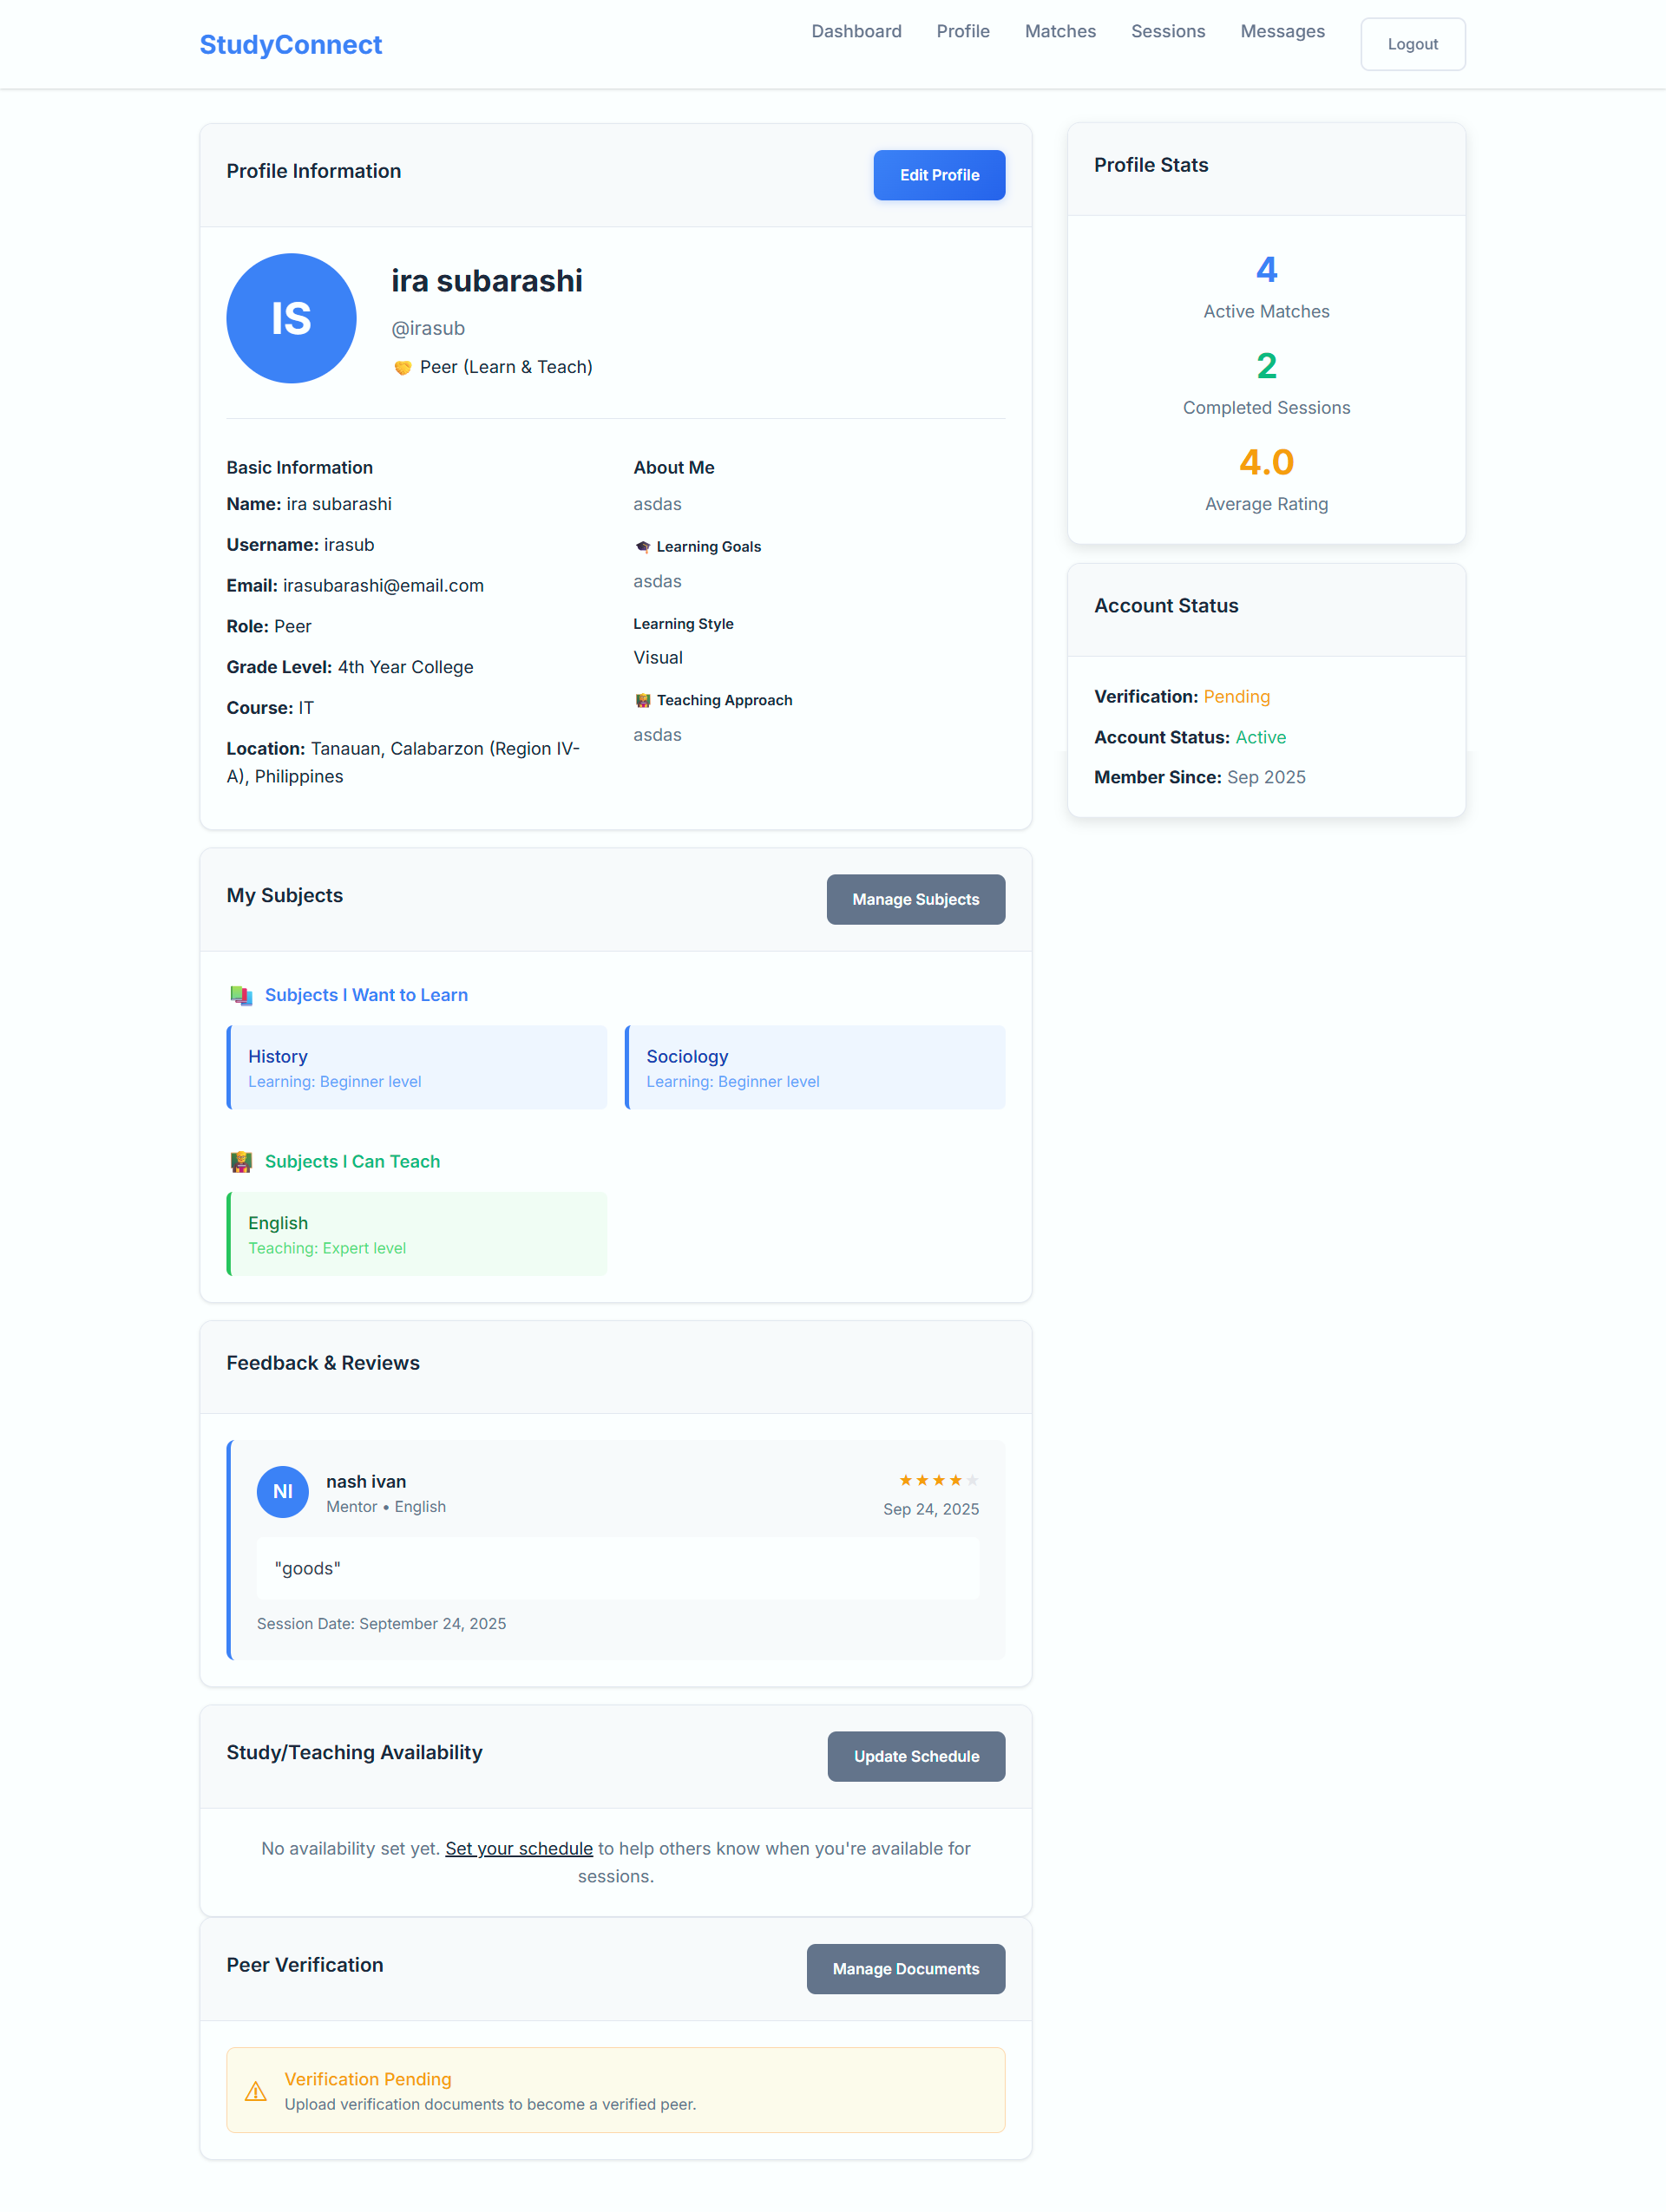 StudyConnect
Dashboard
Profile
Matches
Sessions
Messages
Logout
Profile Information
Edit Profile
IS
ira subarashi
@irasub
🤝 Peer (Learn & Teach)
Basic Information
Name: ira subarashi
Username: irasub
Email: irasubarashi@email.com
Role: Peer
Grade Level: 4th Year College
Course: IT
Location: Tanauan, Calabarzon (Region IV-
A), Philippines
About Me
asdas
🎓 Learning Goals
asdas
Learning Style
Visual
👩‍🏫 Teaching Approach
asdas
Profile Stats
4
Active Matches
2
Completed Sessions
4.0
Average Rating
Account Status
Verification: Pending
Account Status: Active
Member Since: Sep 2025
My Subjects
Manage Subjects
📚 Subjects I Want to Learn
History
Learning: Beginner level
Sociology
Learning: Beginner level
👩‍🏫 Subjects I Can Teach
English
Teaching: Expert level
Feedback & Reviews
NI
nash ivan
Mentor • English
★★★★★
Sep 24, 2025
"goods"
Session Date: September 24, 2025
Study/Teaching Availability
Update Schedule
No availability set yet. Set your schedule to help others know when you're available for
sessions.
Peer Verification
Manage Documents
⚠ Verification Pending
Upload verification documents to become a verified peer.